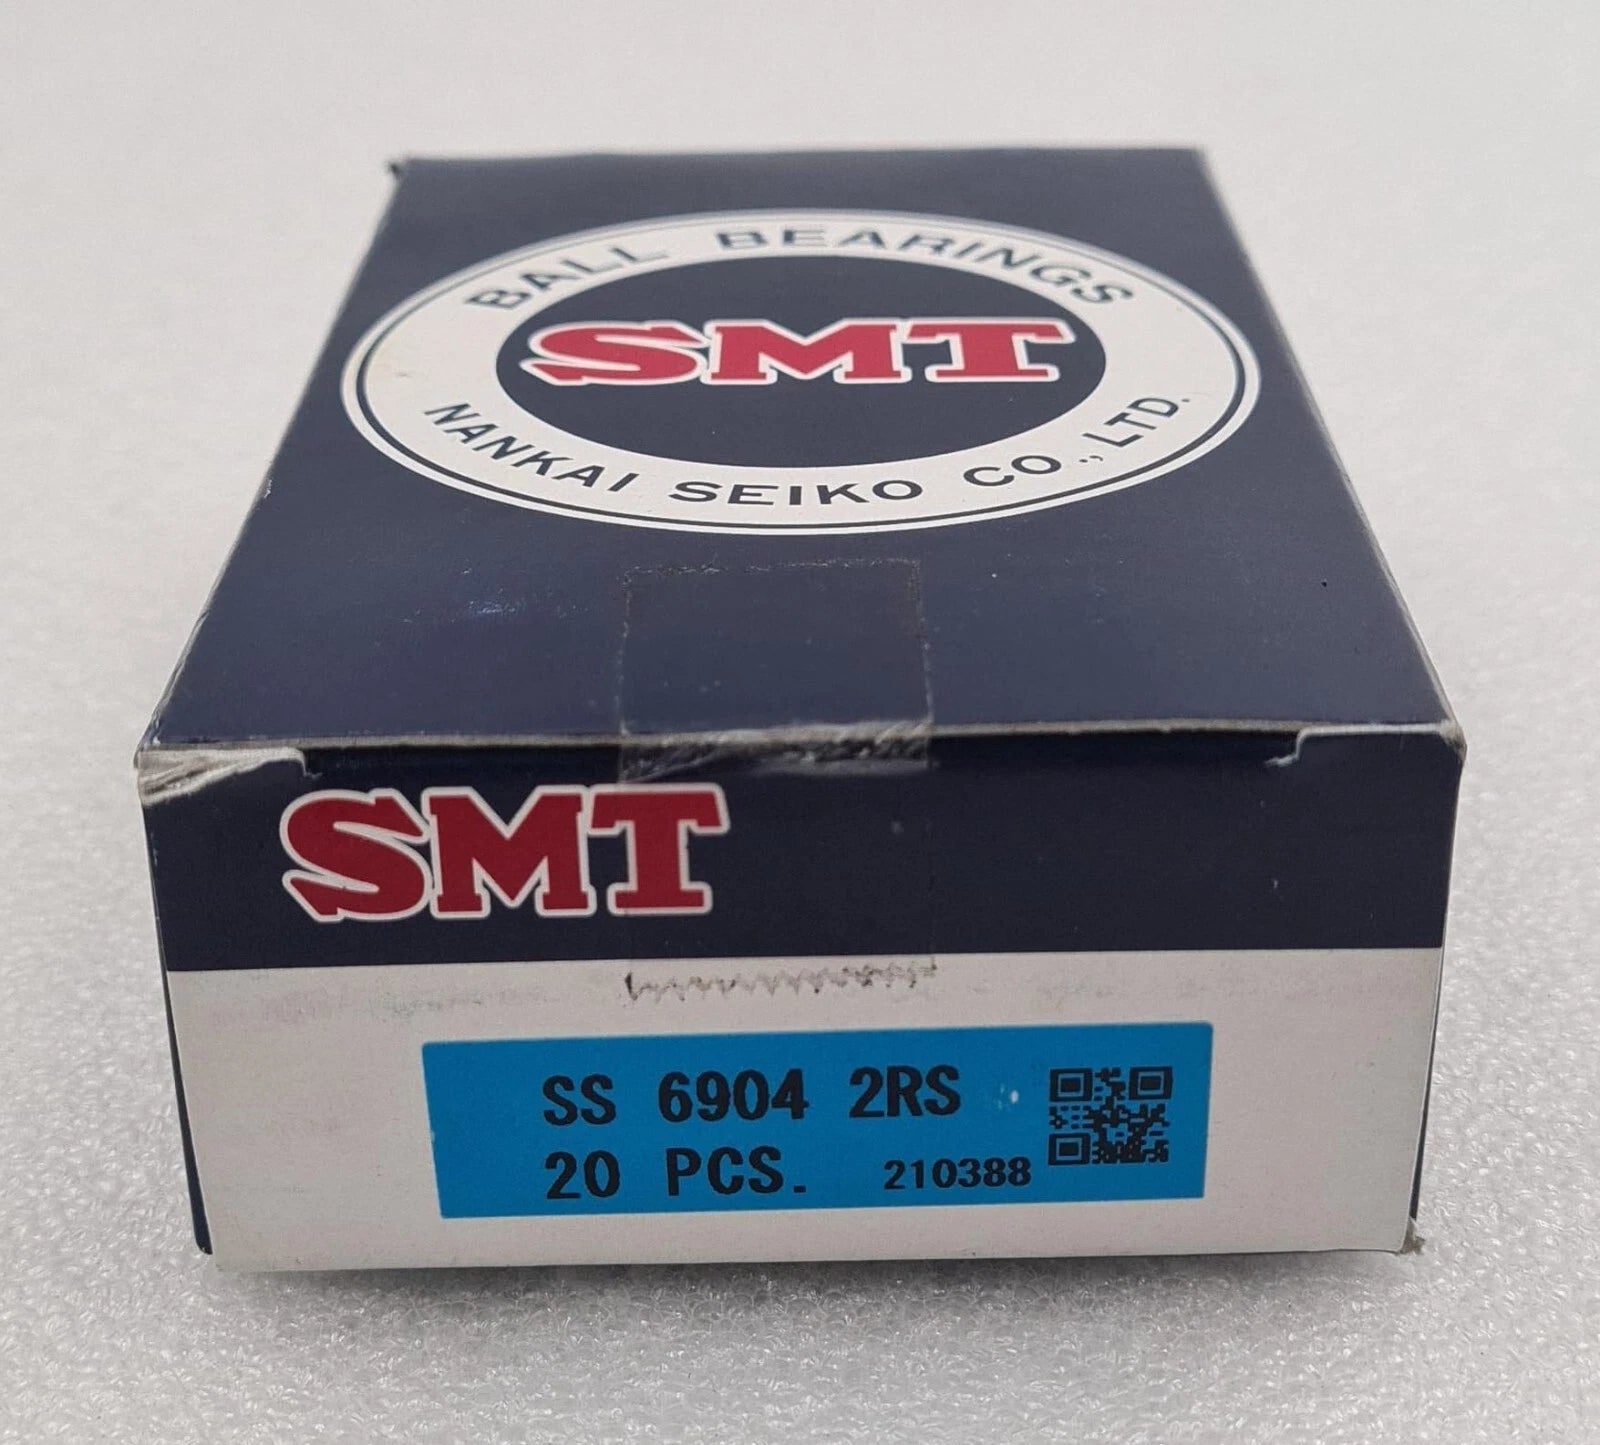 BALL BEARINGS
SMT
NANKAI SEIKO CO., LTD.
SMT
SS 6904 2RS
20 PCS. 210388